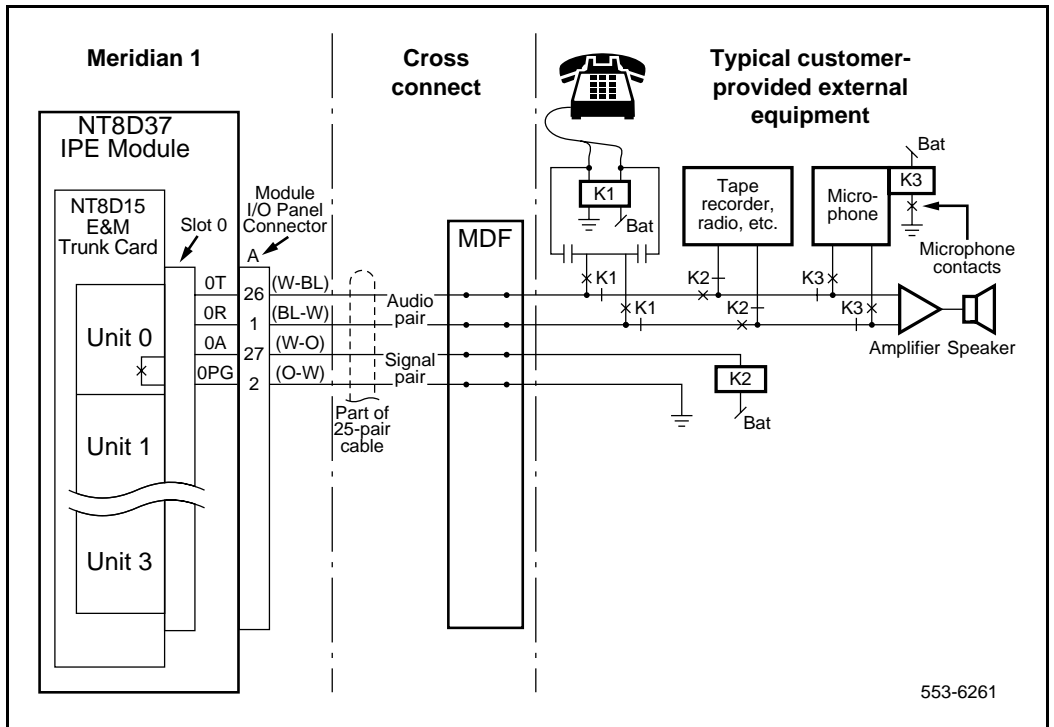 Meridian 1
Cross
connect
Typical customer-
provided external
equipment
NT8D37
IPE Module
NT8D15
E&M
Trunk Card
Slot 0
Module
I/O Panel
Connector
A
MDF
Unit 0
Unit 1
Unit 3
0T
26
(W-BL)
0R
1
(BL-W)
0A
27
(W-O)
0PG
2
(O-W)
Audio
pair
Signal
pair
Part of
25-pair
cable
K1
Bat
K1
K1
Tape
recorder,
radio, etc.
K2
K2
Micro-
phone
K3
Bat
Microphone
contacts
K3
K3
Amplifier
Speaker
K2
Bat
553-6261